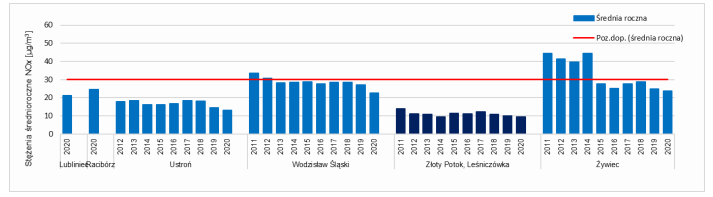 Stężenia średnioroczne NOx [µg/m³]
60
50
40
30
20
10
0
Średnia roczna
Poz.dop. (średnia roczna)
2020
2020
2012 2013 2014 2015 2016 2017 2018 2019 2020
2011 2012 2013 2014 2015 2016 2017 2018 2019 2020
2011 2012 2013 2014 2015 2016 2017 2018 2019 2020
2011 2012 2013 2014 2015 2016 2017 2018 2019 2020
Lubliniec Racibórz Ustroń Wodzisław Śląski Złoty Potok, Leśniczówka Żywiec